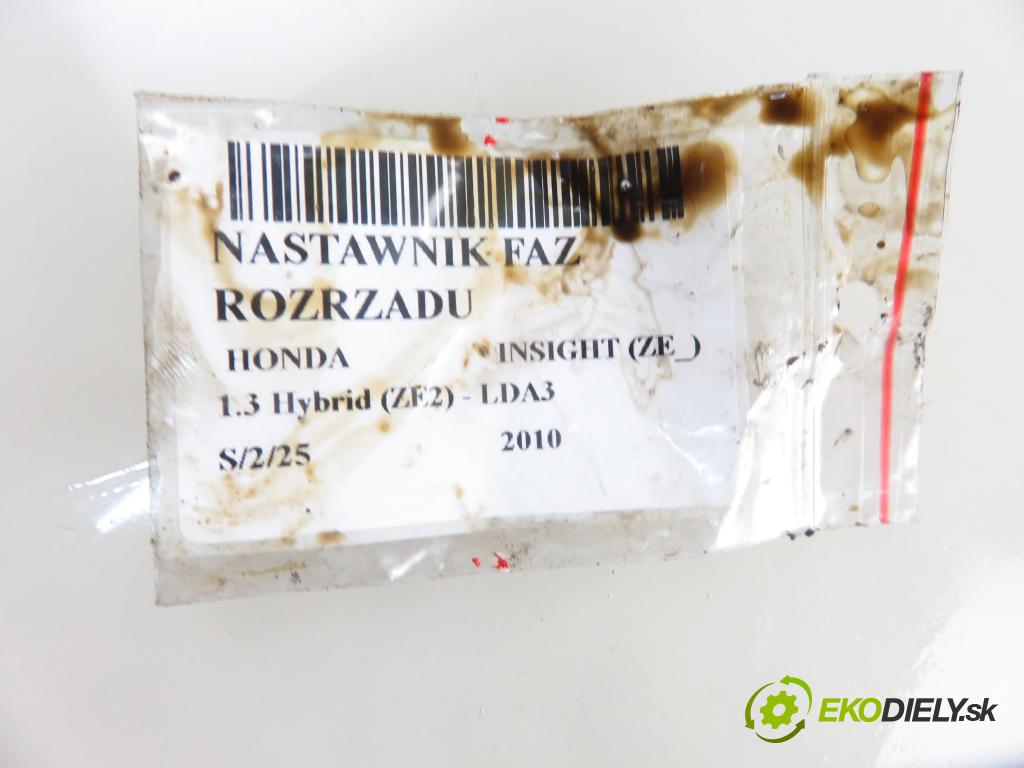 NASTAWNIK FAZ
ROZRZADU
HONDA INSIGHT (ZE_)
1.3 Hybrid (ZE2) - LDA3
S/2/25 2010
EKODIELY.sk